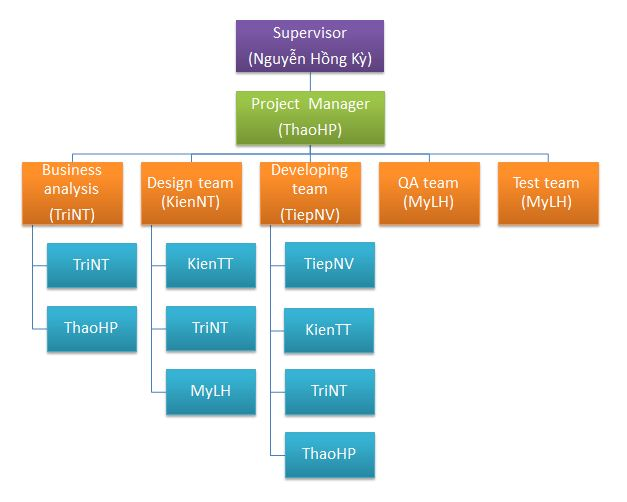 Supervisor
(Nguyễn Hồng Kỳ)
Project Manager
(ThaoHP)
Business
analysis
(TriNT)
Design team
(KienNT)
Developing
team
(TiepNV)
QA team
(MyLH)
Test team
(MyLH)
TriNT
ThaoHP
KienTT
TriNT
MyLH
TiepNV
KienTT
TriNT
ThaoHP